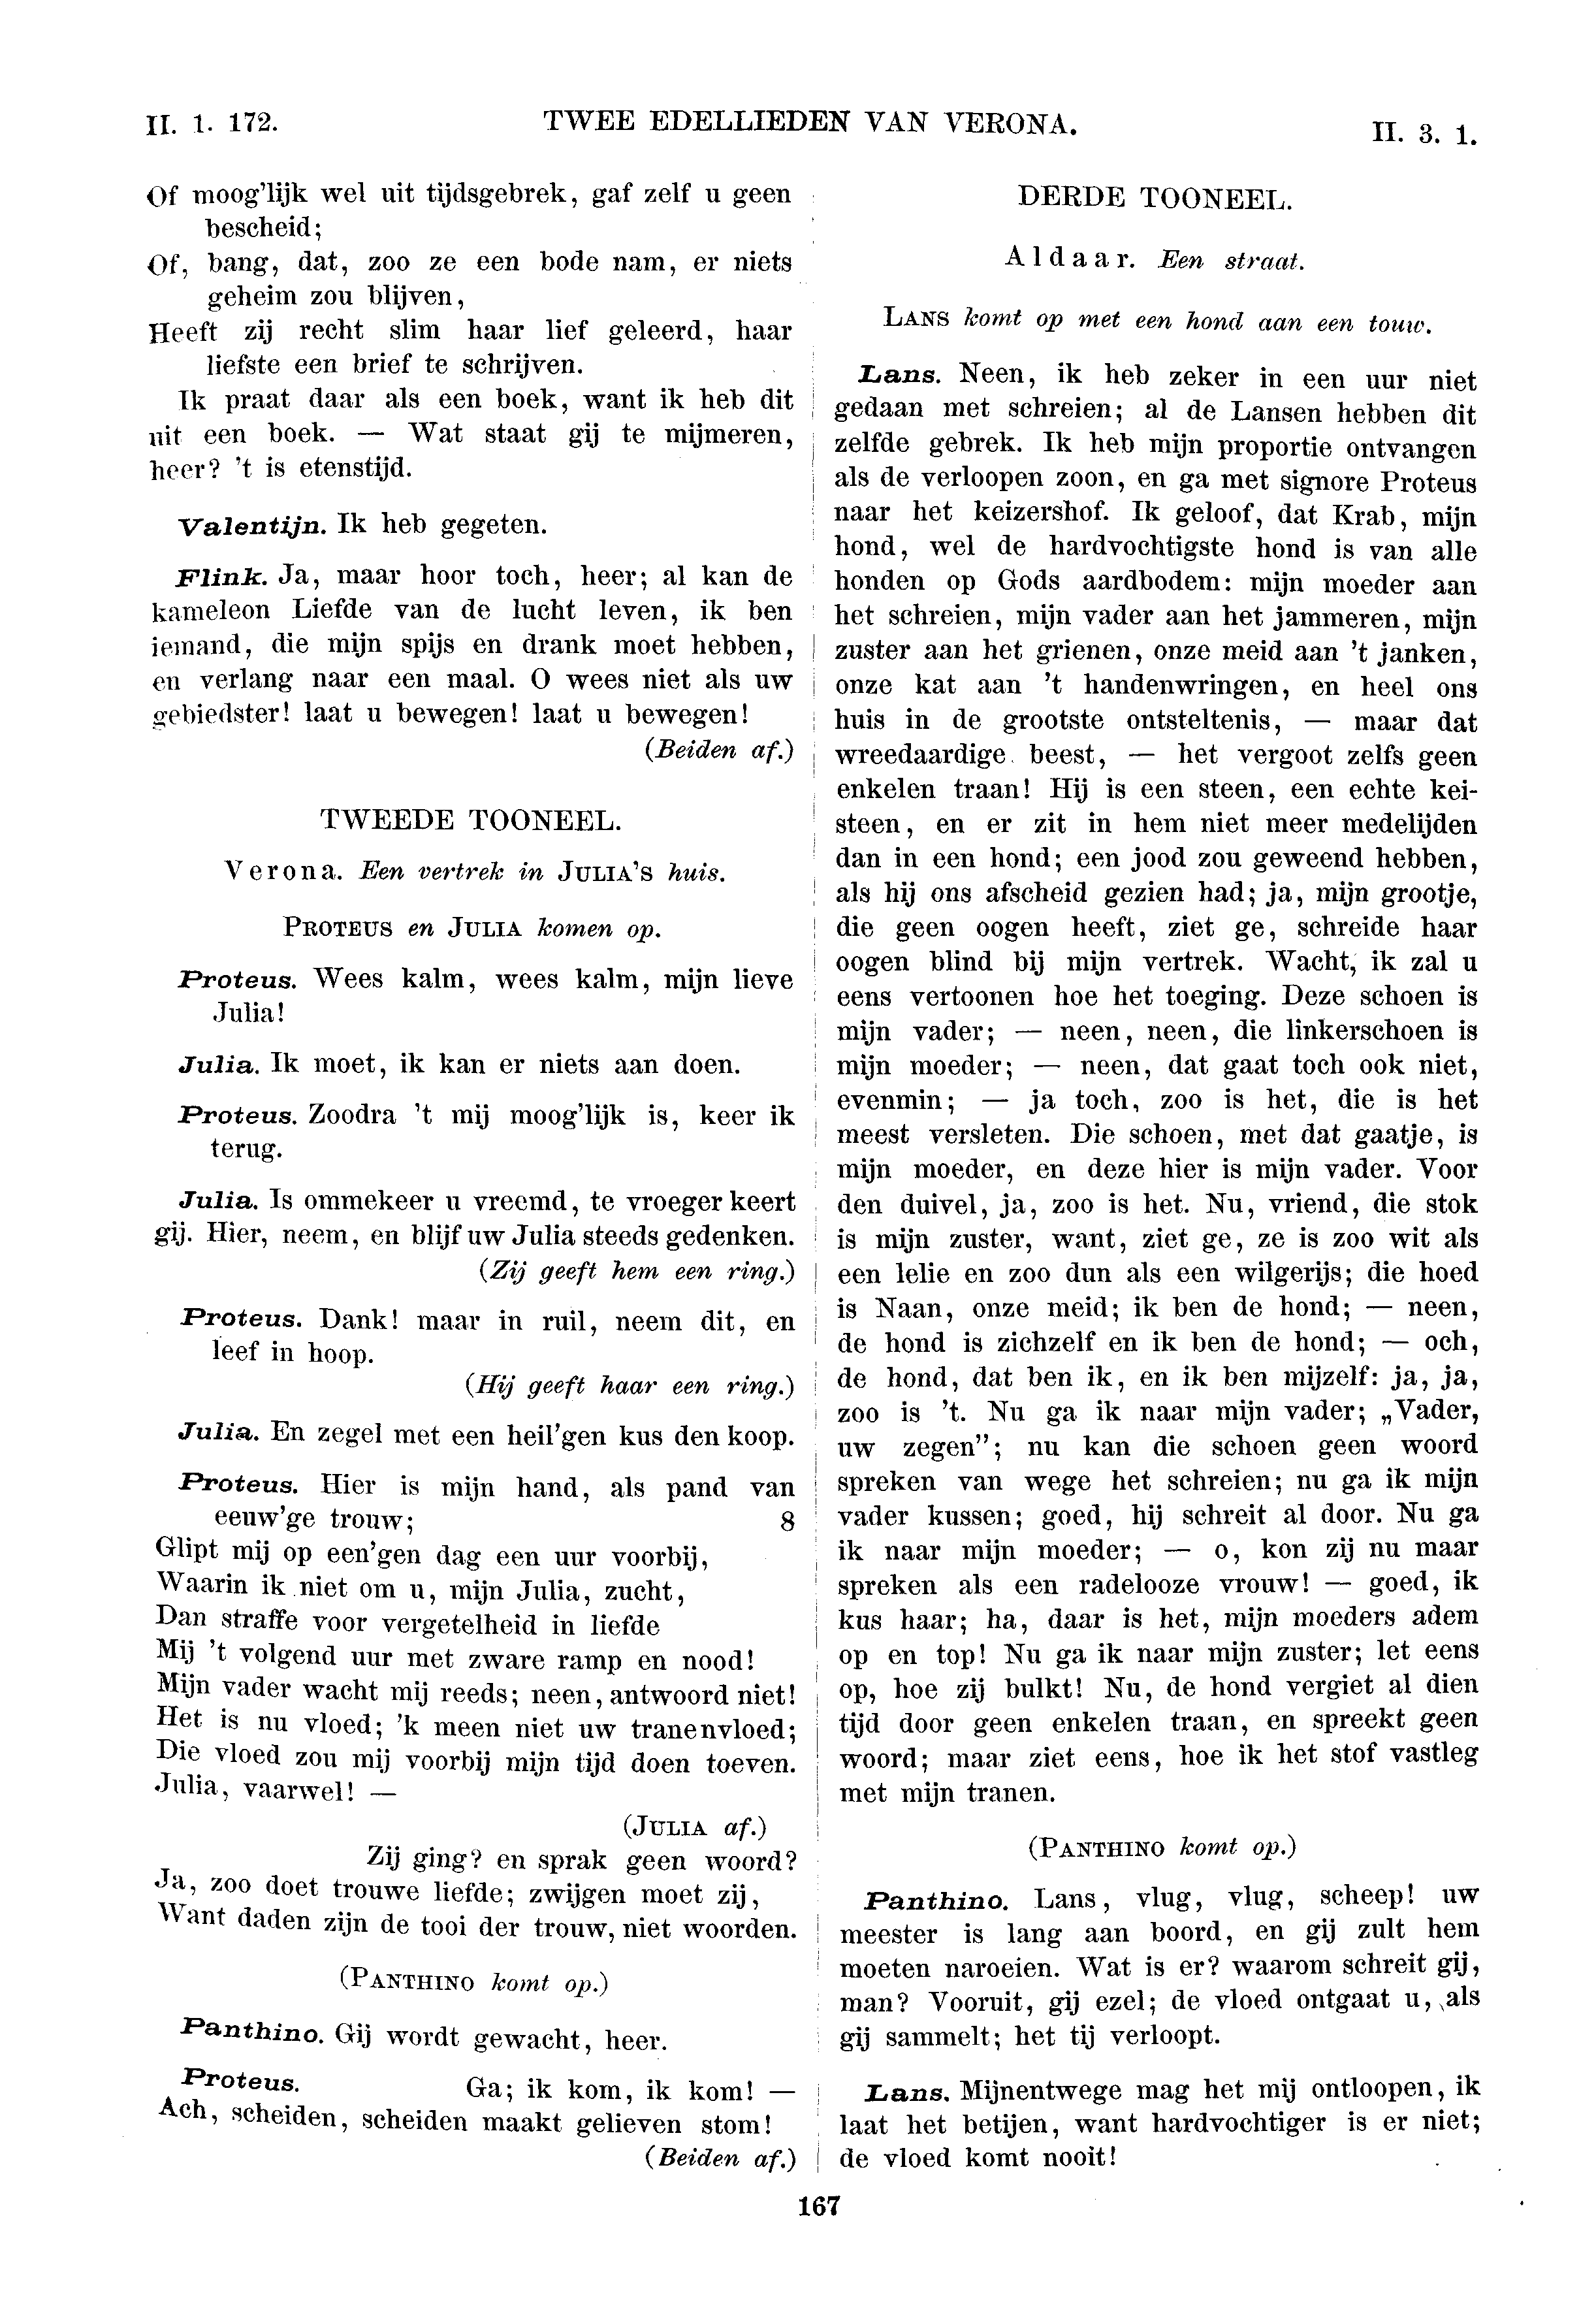 II. 1. 172.
TWEE EDELLIEDEN VAN VERONA.
II. 3. 1.
Of moog'lijk wel uit tijdsgebrek, gaf zelf u geen
bescheid;
Of, bang, dat, zoo ze een bode nam, er niets
geheim zou blijven,
Heeft zij recht slim haar lief geleerd, haar
liefste een brief te schrijven.
Ik praat daar als een boek, want ik heb dit
uit een boek. — Wat staat gij te mijmeren,
heer? 't is etenstijd.
Valentijn. Ik heb gegeten.
Flink. Ja, maar hoor toch, heer; al kan de
kameleon Liefde van de lucht leven, ik ben
iemand, die mijn spijs en drank moet hebben,
en verlang naar een maal. O wees niet als uw
gebiedster! laat u bewegen! laat u bewegen!
(Beiden af.)
TWEEDE TOONEEL.
Verona. Een vertrek in JULIA'S huis.
PROTEUS en JULIA komen op.
Proteus. Wees kalm, wees kalm, mijn lieve
Julia!
Julia. Ik moet, ik kan er niets aan doen.
Proteus. Zoodra 't mij moog'lijk is, keer ik
terug.
Julia. Is ommekeer u vreemd, te vroeger keert
gij. Hier, neem, en blijf uw Julia steeds gedenken.
(Zij geeft hem een ring.)
Proteus. Dank! maar in ruil, neem dit, en
leef in hoop.
(Hij geeft haar een ring.)
Julia. En zegel met een heil'gen kus den koop.
Proteus. Hier is mijn hand, als pand van
eeuw'ge trouw; 8
Glipt mij op een'gen dag een uur voorbij,
Waarin ik niet om u, mijn Julia, zucht,
Dan straffe voor vergetelheid in liefde
Mij 't volgend uur met zware ramp en nood!
Mijn vader wacht mij reeds; neen, antwoord niet!
Het is nu vloed; 'k meen niet uw tranenvloed;
Die vloed zou mij voorbij mijn tijd doen toeven.
Julia, vaarwel! —
(JULIA af.)
Zij ging? en sprak geen woord?
Ja, zoo doet trouwe liefde; zwijgen moet zij,
Want daden zijn de tooi der trouw, niet woorden.
(PANTHINO komt op.)
Panthino. Gij wordt gewacht, heer.
Proteus. Ga; ik kom, ik kom! —
Ach, scheiden, scheiden maakt gelieven stom!
(Beiden af.)
DERDE TOONEEL.
Aldaar. Een straat.
LANS komt op met een hond aan een touw.
Lans. Neen, ik heb zeker in een uur niet
gedaan met schreien; al de Lansen hebben dit
zelfde gebrek. Ik heb mijn proportie ontvangen
als de verloopen zoon, en ga met signore Proteus
naar het keizershof. Ik geloof, dat Krab, mijn
hond, wel de hardvochtigste hond is van alle
honden op Gods aardbodem: mijn moeder aan
het schreien, mijn vader aan het jammeren, mijn
zuster aan het grienen, onze meid aan 't janken,
onze kat aan 't handenwringen, en heel ons
huis in de grootste ontsteltenis, — maar dat
wreedaardige beest, — het vergoot zelfs geen
enkelen traan! Hij is een steen, een echte kei-
steen, en er zit in hem niet meer medelijden
dan in een hond; een jood zou geweend hebben,
als hij ons afscheid gezien had; ja, mijn grootje,
die geen oogen heeft, ziet ge, schreide haar
oogen blind bij mijn vertrek. Wacht, ik zal u
eens vertoonen hoe het toeging. Deze schoen is
mijn vader; — neen, neen, die linkerschoen is
mijn moeder; — neen, dat gaat toch ook niet,
evenmin; — ja toch, zoo is het, die is het
meest versleten. Die schoen, met dat gaatje, is
mijn moeder, en deze hier is mijn vader. Voor
den duivel, ja, zoo is het. Nu, vriend, die stok
is mijn zuster, want, ziet ge, ze is zoo wit als
een lelie en zoo dun als een wilgerijs; die hoed
is Naan, onze meid; ik ben de hond; — neen,
de hond is zichzelf en ik ben de hond; — och,
de hond, dat ben ik, en ik ben mijzelf: ja, ja,
zoo is 't. Nu ga ik naar mijn vader; „Vader,
uw zegen”; nu kan die schoen geen woord
spreken van wege het schreien; nu ga ik mijn
vader kussen; goed, hij schreit al door. Nu ga
ik naar mijn moeder; — o, kon zij nu maar
spreken als een radelooze vrouw! — goed, ik
kus haar; ha, daar is het, mijn moeders adem
op en top! Nu ga ik naar mijn zuster; let eens
op, hoe zij bulkt! Nu, de hond vergiet al dien
tijd door geen enkelen traan, en spreekt geen
woord; maar ziet eens, hoe ik het stof vastleg
met mijn tranen.
(PANTHINO komt op.)
Panthino. Lans, vlug, vlug, scheep! uw
meester is lang aan boord, en gij zult hem
moeten naroeien. Wat is er? waarom schreit gij,
man? Vooruit, gij ezel; de vloed ontgaat u, als
gij sammelt; het tij verloopt.
Lans. Mijnentwege mag het mij ontloopen, ik
laat het betijen, want hardvochtiger is er niet;
de vloed komt nooit!
167